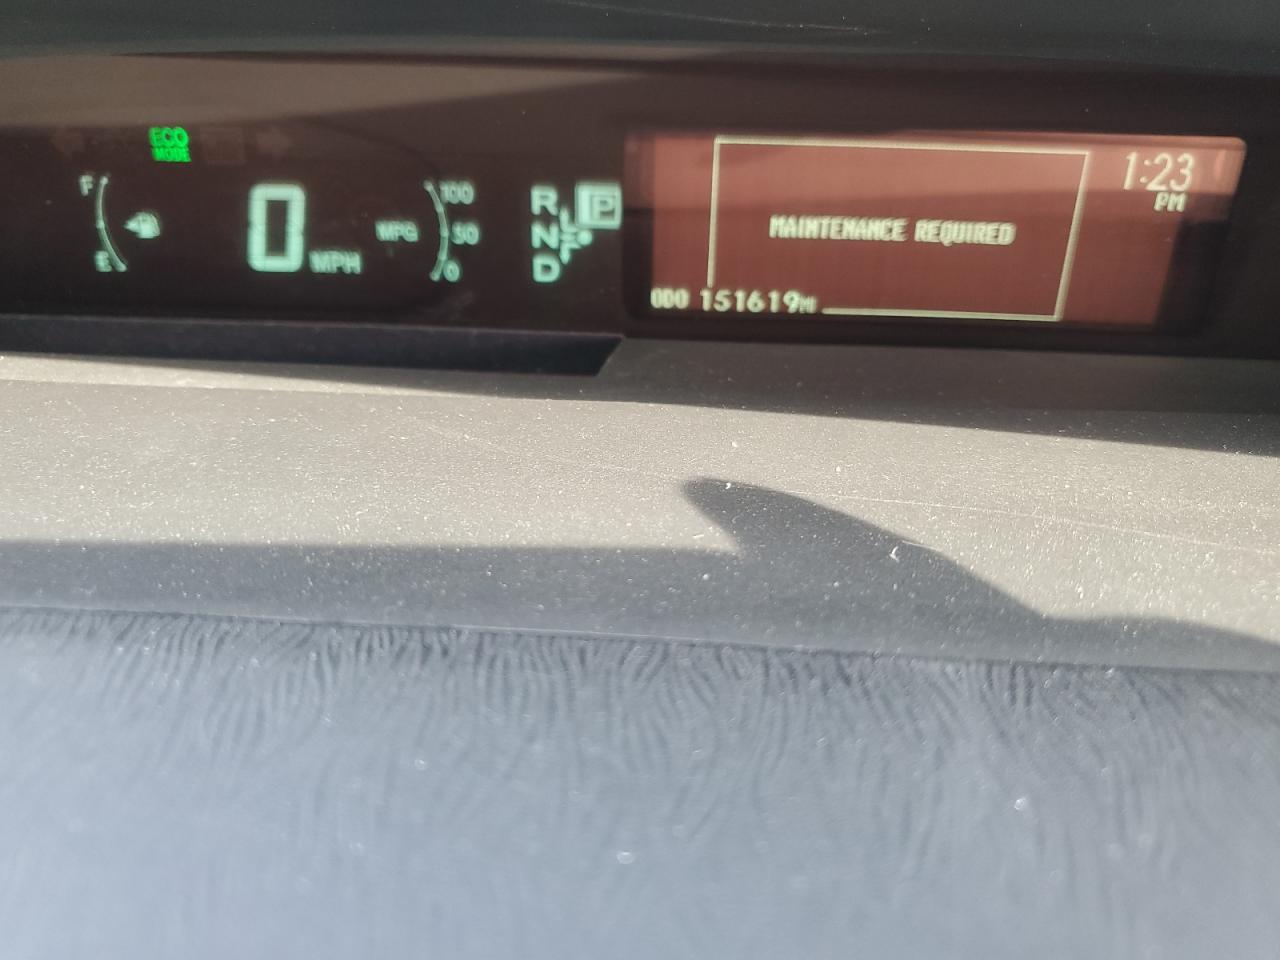 ECO
MODE
F
E
0
MPH
MPG
100
50
0
R
N
D
P
MAINTENANCE REQUIRED
1:23
PM
ODO 151619MI